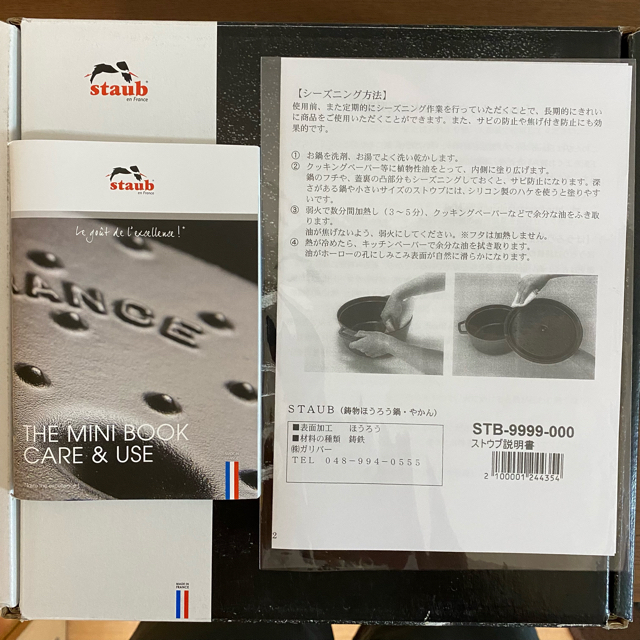 staub
en France
staub
en France
Le goût de l'excellence!
RANCE
THE MINI BOOK
CARE & USE
MADE IN
FRANCE
【シーズニング方法】
使用前、また定期的にシーズニング作業を行っていただくことで、長期的にきれい
に商品をご使用いただくことができます。また、サビの防止や焦げ付き防止にも効
果的です。
① お鍋を洗剤、お湯でよく洗い乾かします。
② クッキングペーパー等に植物性油をとって、内側に塗り広げます。
鍋のフチや、蓋裏の凸部分もシーズニングしておくと、サビ防止になります。深
さがある鍋や小さいサイズのストウブには、シリコン製のハケを使うと塗りやす
いです。
③ 弱火で数分間加熱し（３～５分）、クッキングペーパーなどで余分な油をふき取
ります。
油が焦げないよう、弱火にしてください。※フタは加熱しません。
④ 熱が冷めたら、キッチンペーパーで余分な油を拭き取ります。
油がホーローの孔にしみこみ表面が自然に滑らかになります。
ＳＴＡＵＢ（鋳物ほうろう鍋・やかん）
■表面加工 ほうろう
■材料の種類 鋳鉄
㈱ガリバー
ＴＥＬ ０４８-９９４-０５５５
STB-9999-000
ストウブ説明書
2 100001 244354
2